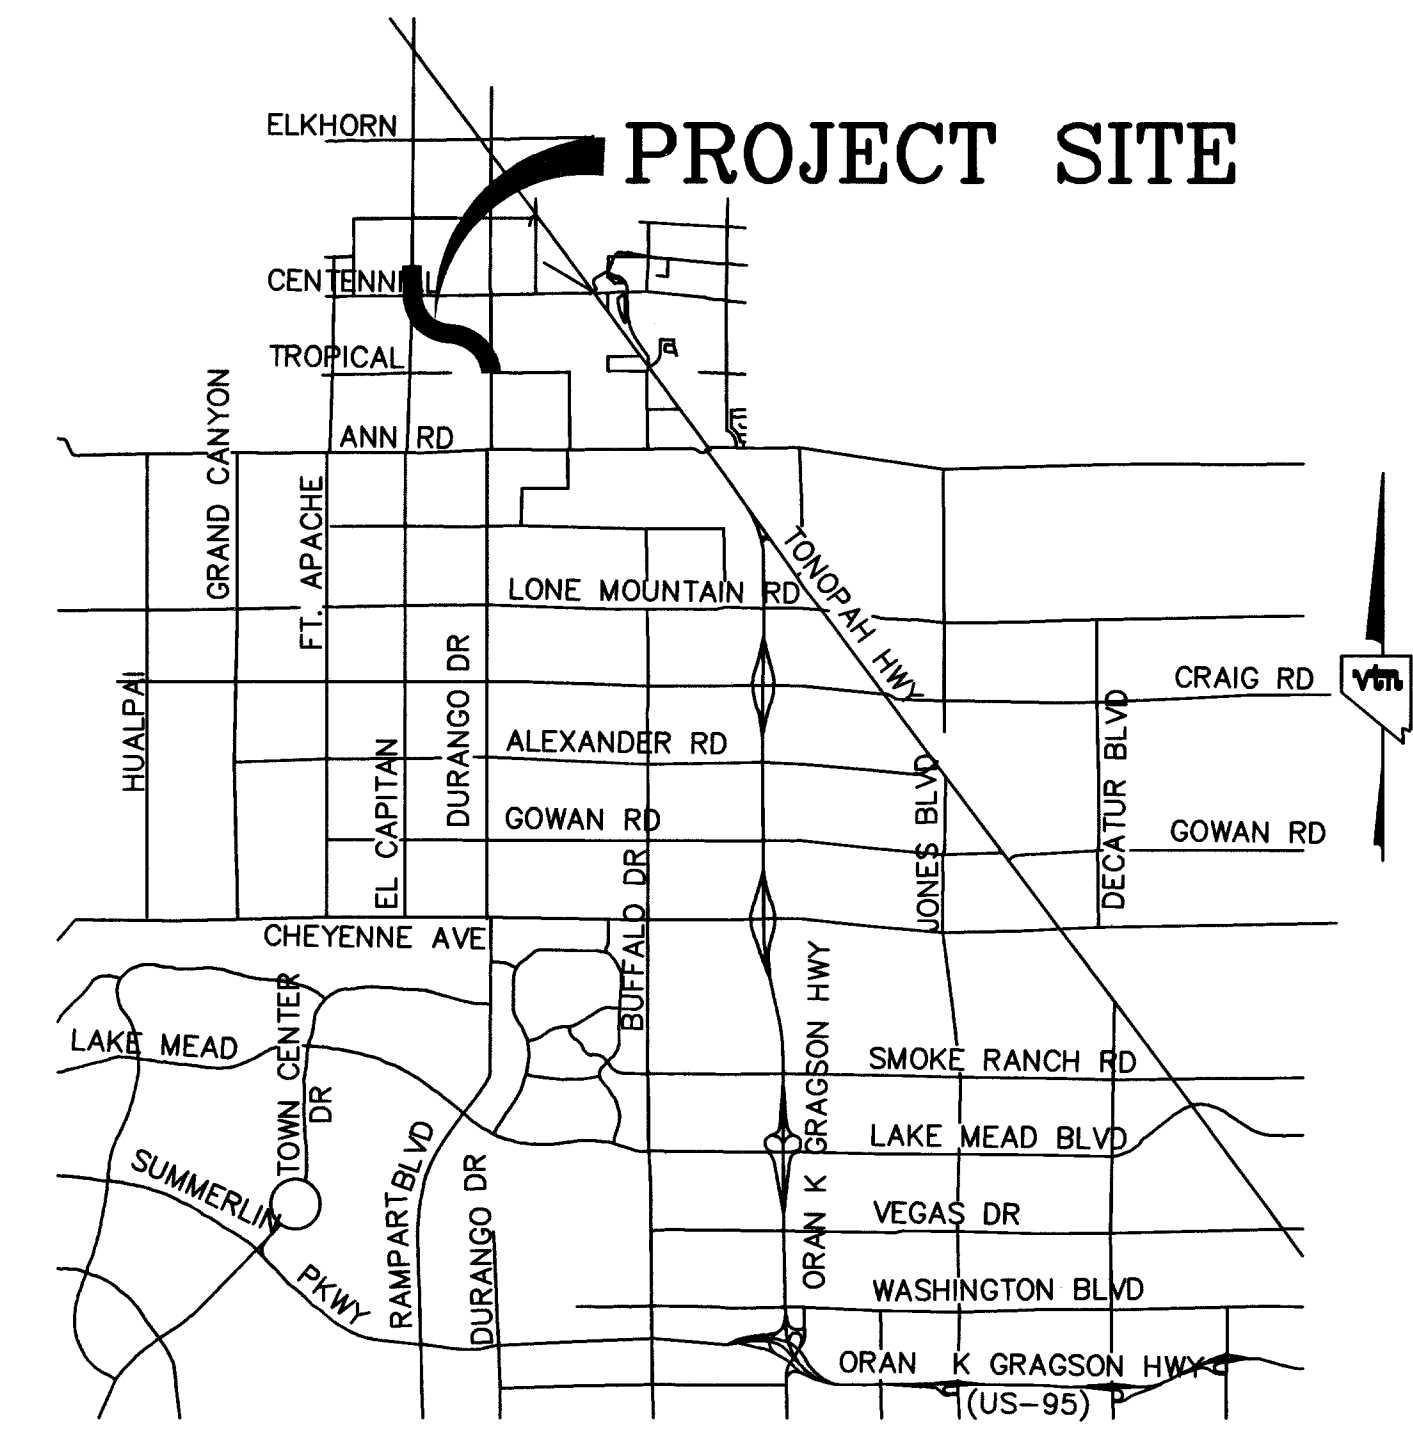 ELKHORN
PROJECT SITE
CENTENNI L
TROPICAL
GRAND CANYON
ANN RD
FT. APACHE
TONOPAH HWY
LONE MOUNTAIN RD
HUALPAI
DURANGO DR
CRAIG RD
vtn
EL CAPITAN
ALEXANDER RD
DECATUR BLVD
JONES BLVD
GOWAN RD
GOWAN RD
BUFFALO DR
CHEYENNE AVE
TOWN CENTER
DR
LAKE MEAD
ORAN K GRAGSON HWY
SMOKE RANCH RD
LAKE MEAD BLVD
SUMMERLIN
PKWY
RAMPART BLVD
DURANGO DR
VEGAS DR
WASHINGTON BLVD
ORAN K GRAGSON HWY
(US-95)